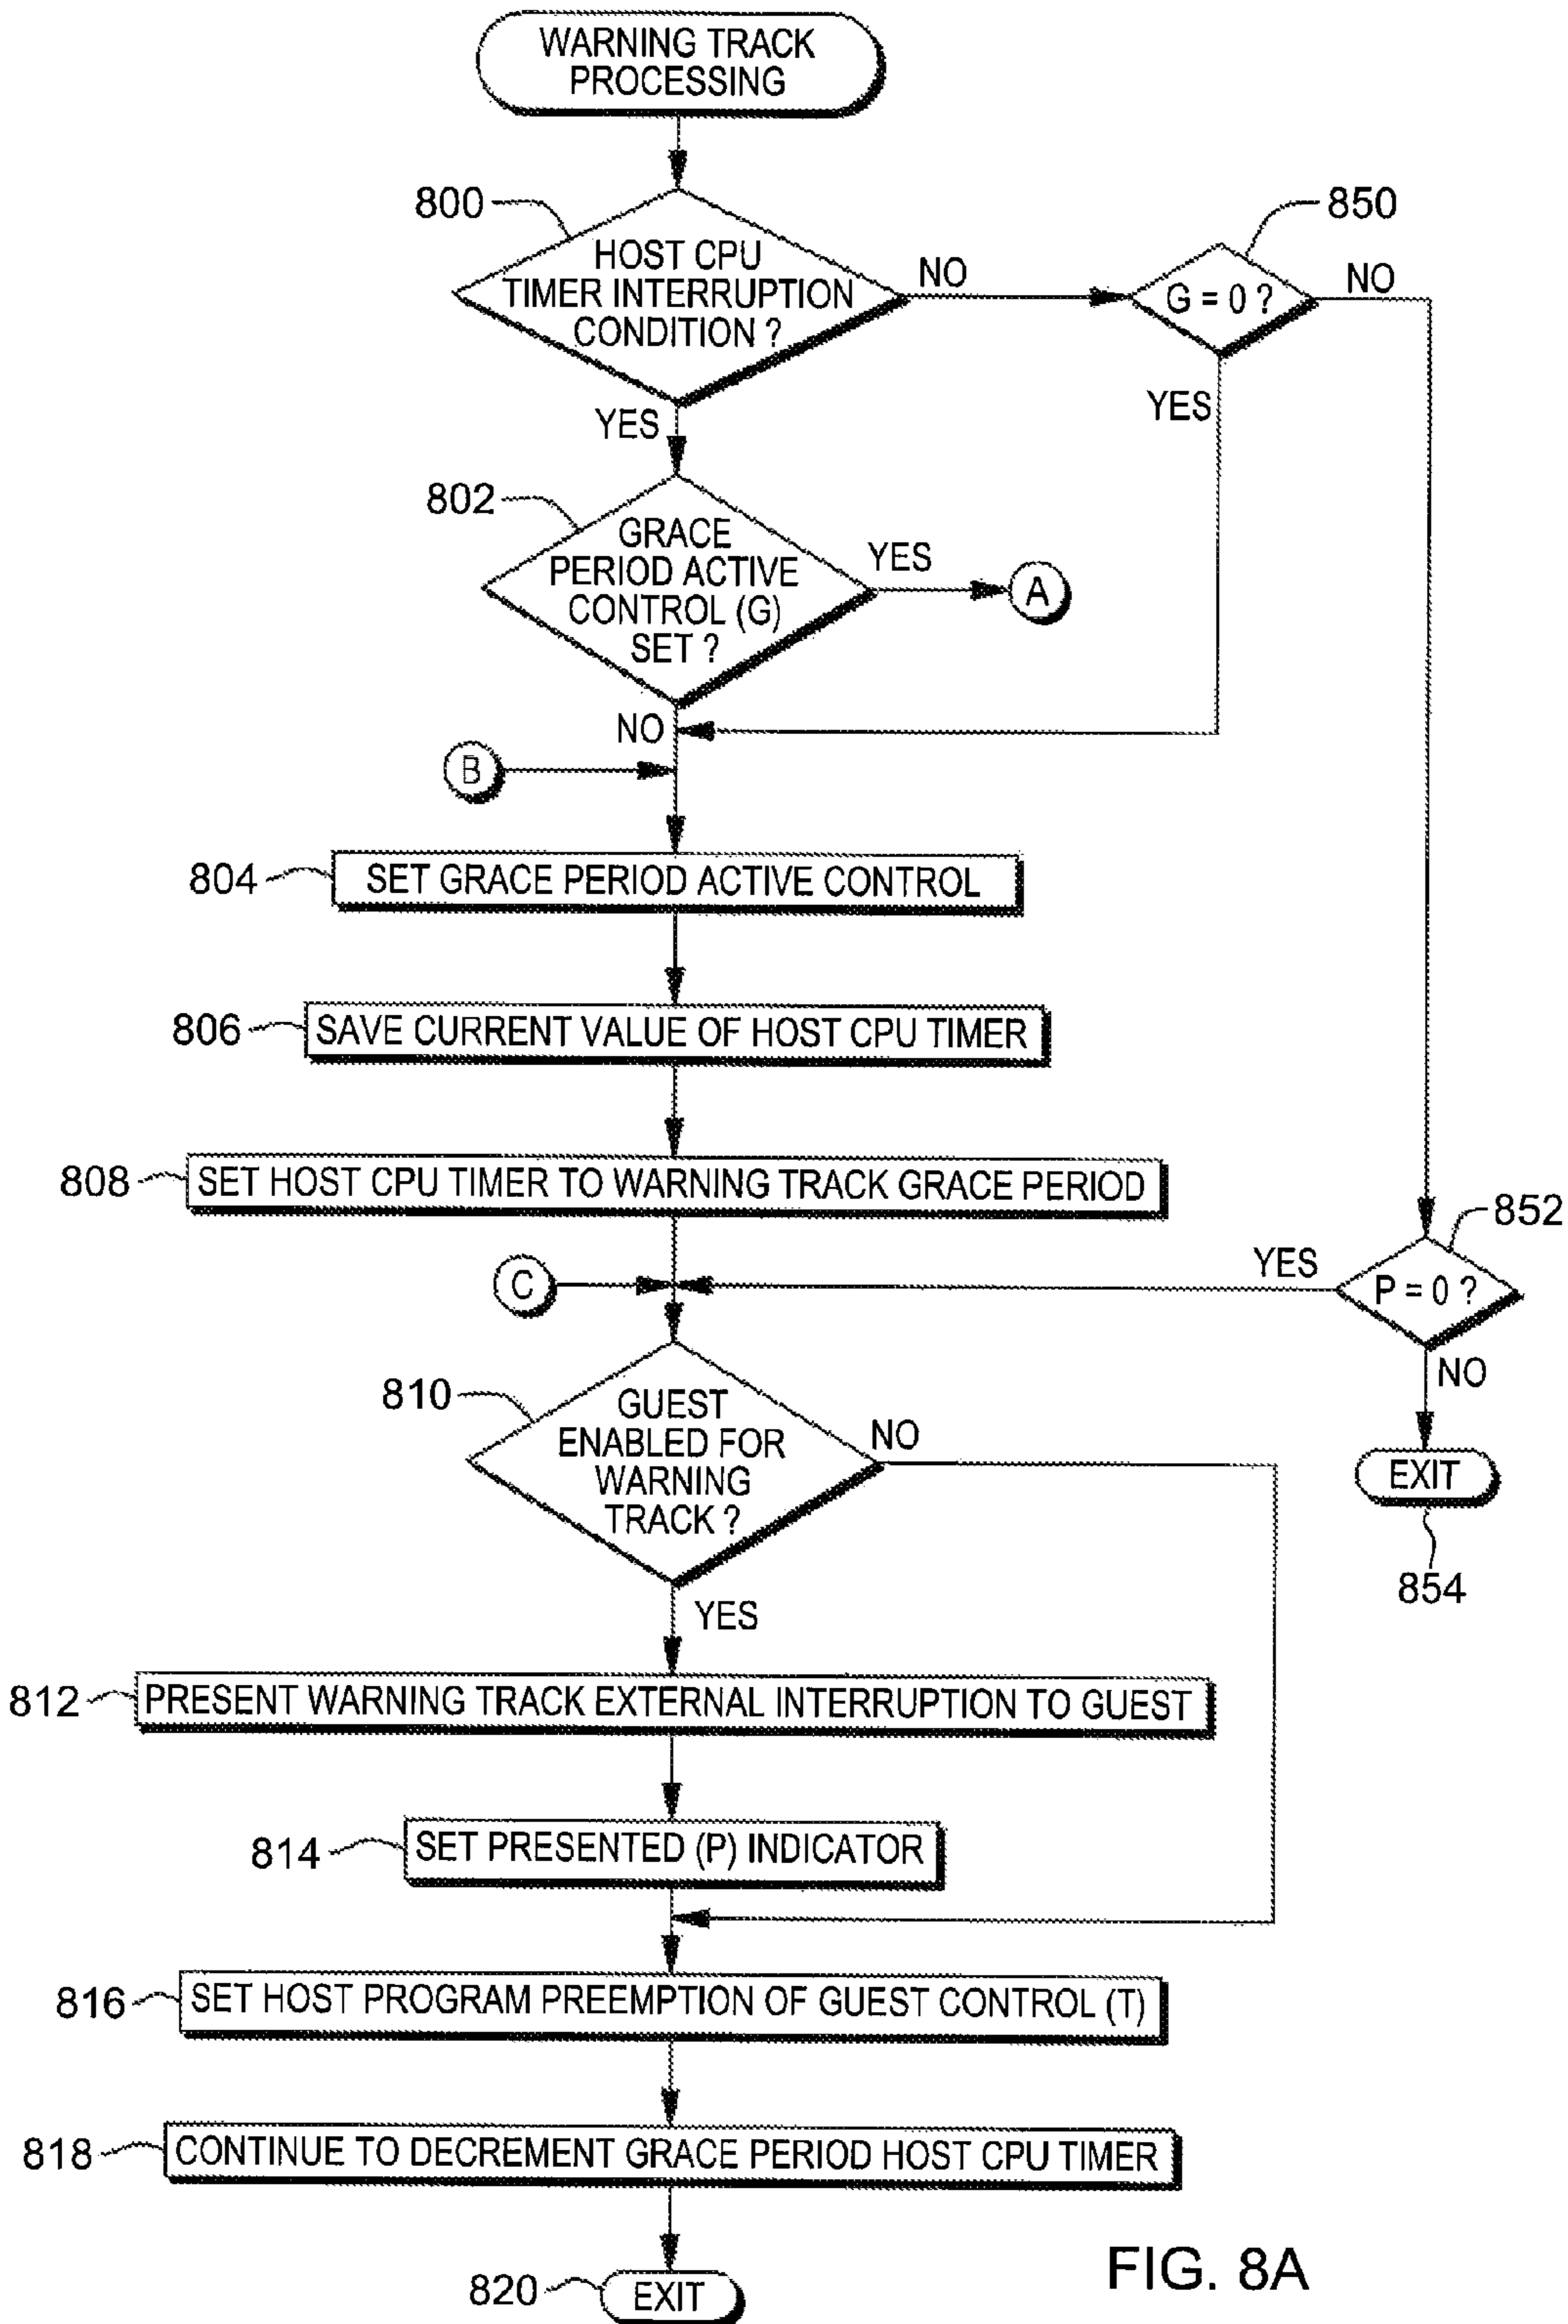 WARNING TRACK
PROCESSING
800
HOST CPU
TIMER INTERRUPTION
CONDITION ?
NO
850
G = 0 ?
NO
YES
YES
802
GRACE
PERIOD ACTIVE
CONTROL (G)
SET ?
YES
A
NO
B
804
SET GRACE PERIOD ACTIVE CONTROL
806
SAVE CURRENT VALUE OF HOST CPU TIMER
808
SET HOST CPU TIMER TO WARNING TRACK GRACE PERIOD
852
YES
C
P = 0 ?
NO
810
GUEST
ENABLED FOR
WARNING
TRACK ?
NO
EXIT
854
YES
812
PRESENT WARNING TRACK EXTERNAL INTERRUPTION TO GUEST
814
SET PRESENTED (P) INDICATOR
816
SET HOST PROGRAM PREEMPTION OF GUEST CONTROL (T)
818
CONTINUE TO DECREMENT GRACE PERIOD HOST CPU TIMER
820
EXIT
FIG. 8A